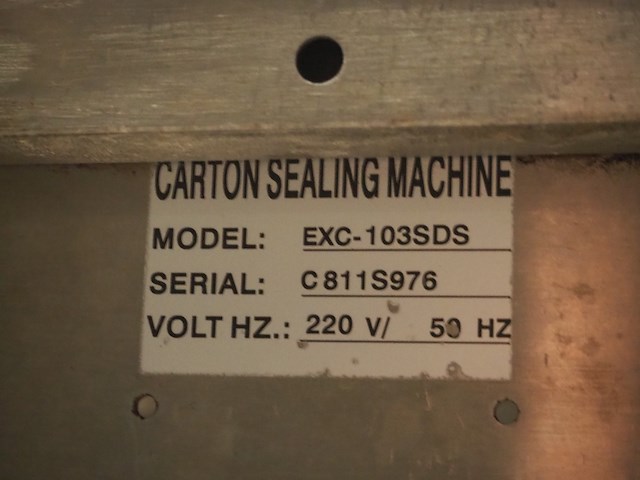 CARTON SEALING MACHINE
MODEL: EXC-103SDS
SERIAL: C811S976
VOLT HZ.: 220 V/ 50 HZ